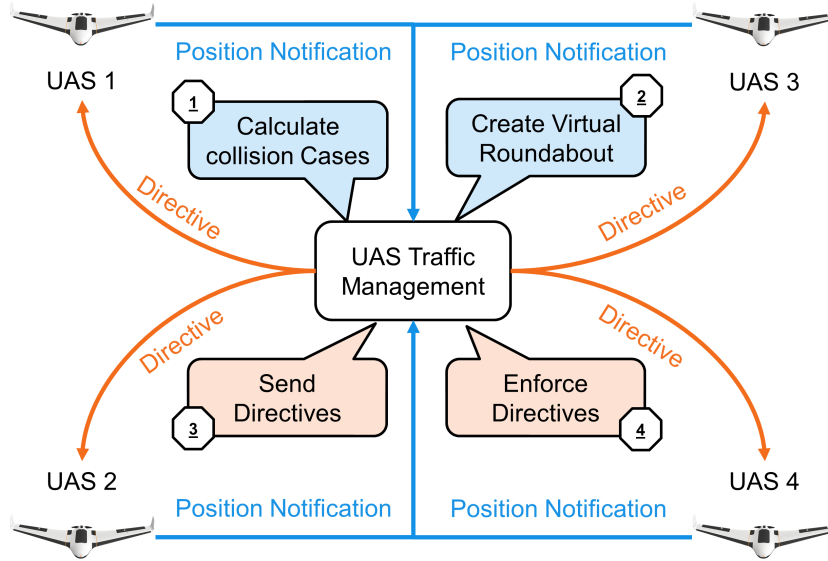 Position Notification
Position Notification
UAS 1
UAS 3
1
Calculate
collision Cases
2
Create Virtual
Roundabout
Directive
Directive
UAS Traffic
Management
Directive
Directive
Send
Directives
3
Enforce
Directives
4
UAS 2
UAS 4
Position Notification
Position Notification